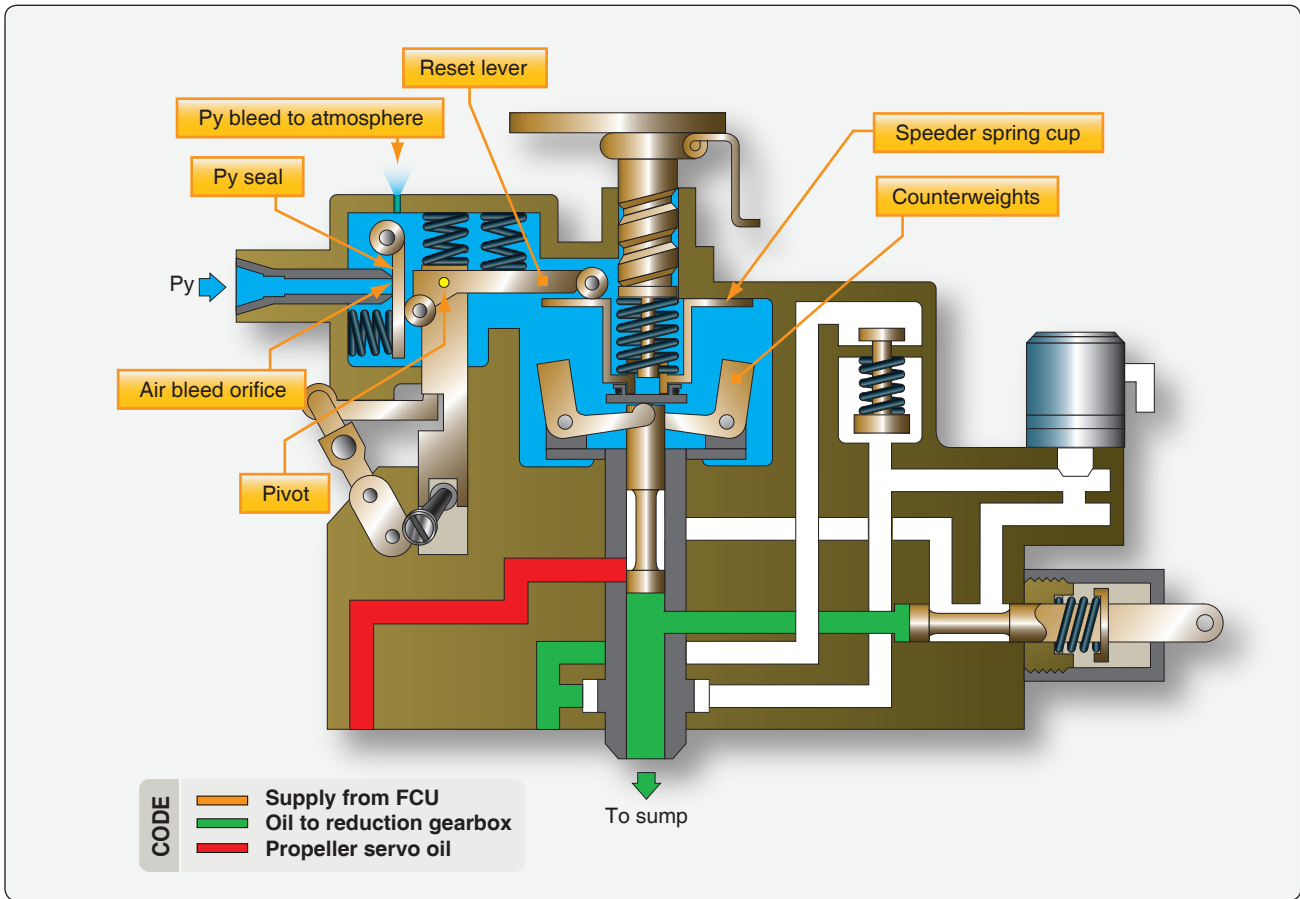 Reset lever
Py bleed to atmosphere
Speeder spring cup
Py seal
Counterweights
Py
Air bleed orifice
Pivot
To sump
CODE
Supply from FCU
Oil to reduction gearbox
Propeller servo oil